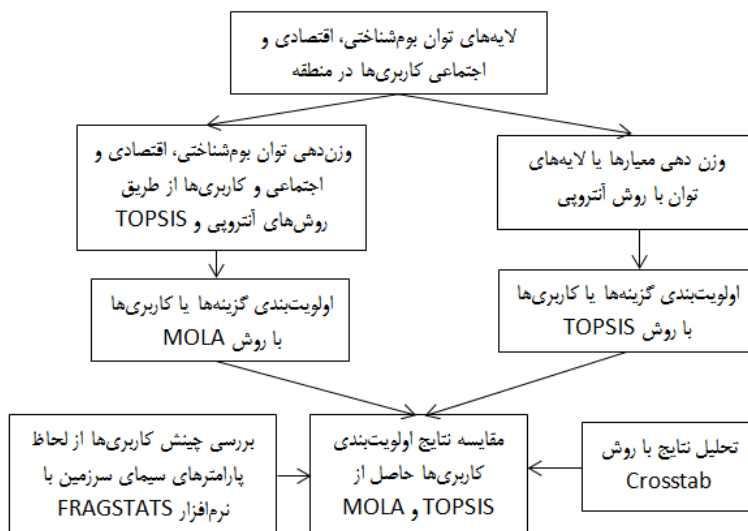 لایه‌های توان بوم‌شناختی، اقتصادی و
اجتماعی کاربری‌ها در منطقه
وزن دهی معیارها یا لایه‌های
توان با روش آنتروپی
وزن‌دهی توان بوم‌شناختی، اقتصادی و
اجتماعی و کاربری‌ها از طریق
روش‌های آنتروپی و TOPSIS
اولویت‌بندی گزینه‌ها یا کاربری‌ها
با روش TOPSIS
اولویت‌بندی گزینه‌ها یا کاربری‌ها
با روش MOLA
تحلیل نتایج با روش
Crosstab
مقایسه نتایج اولویت‌بندی
کاربری‌ها حاصل از
TOPSIS و MOLA
بررسی چینش کاربری‌ها از لحاظ
پارامترهای سیمای سرزمین با
نرم‌افزار FRAGSTATS